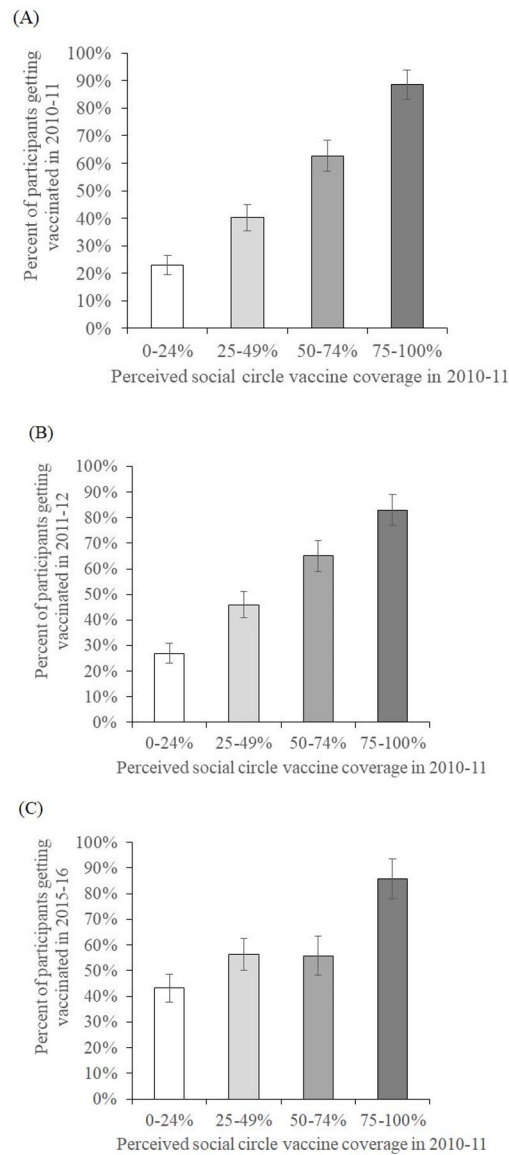 (A)
Percent of participants getting
vaccinated in 2010-11
100%
90%
80%
70%
60%
50%
40%
30%
20%
10%
0%
0-24% 25-49% 50-74% 75-100%
Perceived social circle vaccine coverage in 2010-11
(B)
Percent of participants getting
vaccinated in 2011-12
100%
90%
80%
70%
60%
50%
40%
30%
20%
10%
0%
0-24% 25-49% 50-74% 75-100%
Perceived social circle vaccine coverage in 2010-11
(C)
Percent of participants getting
vaccinated in 2015-16
100%
90%
80%
70%
60%
50%
40%
30%
20%
10%
0%
0-24% 25-49% 50-74% 75-100%
Perceived social circle vaccine coverage in 2010-11